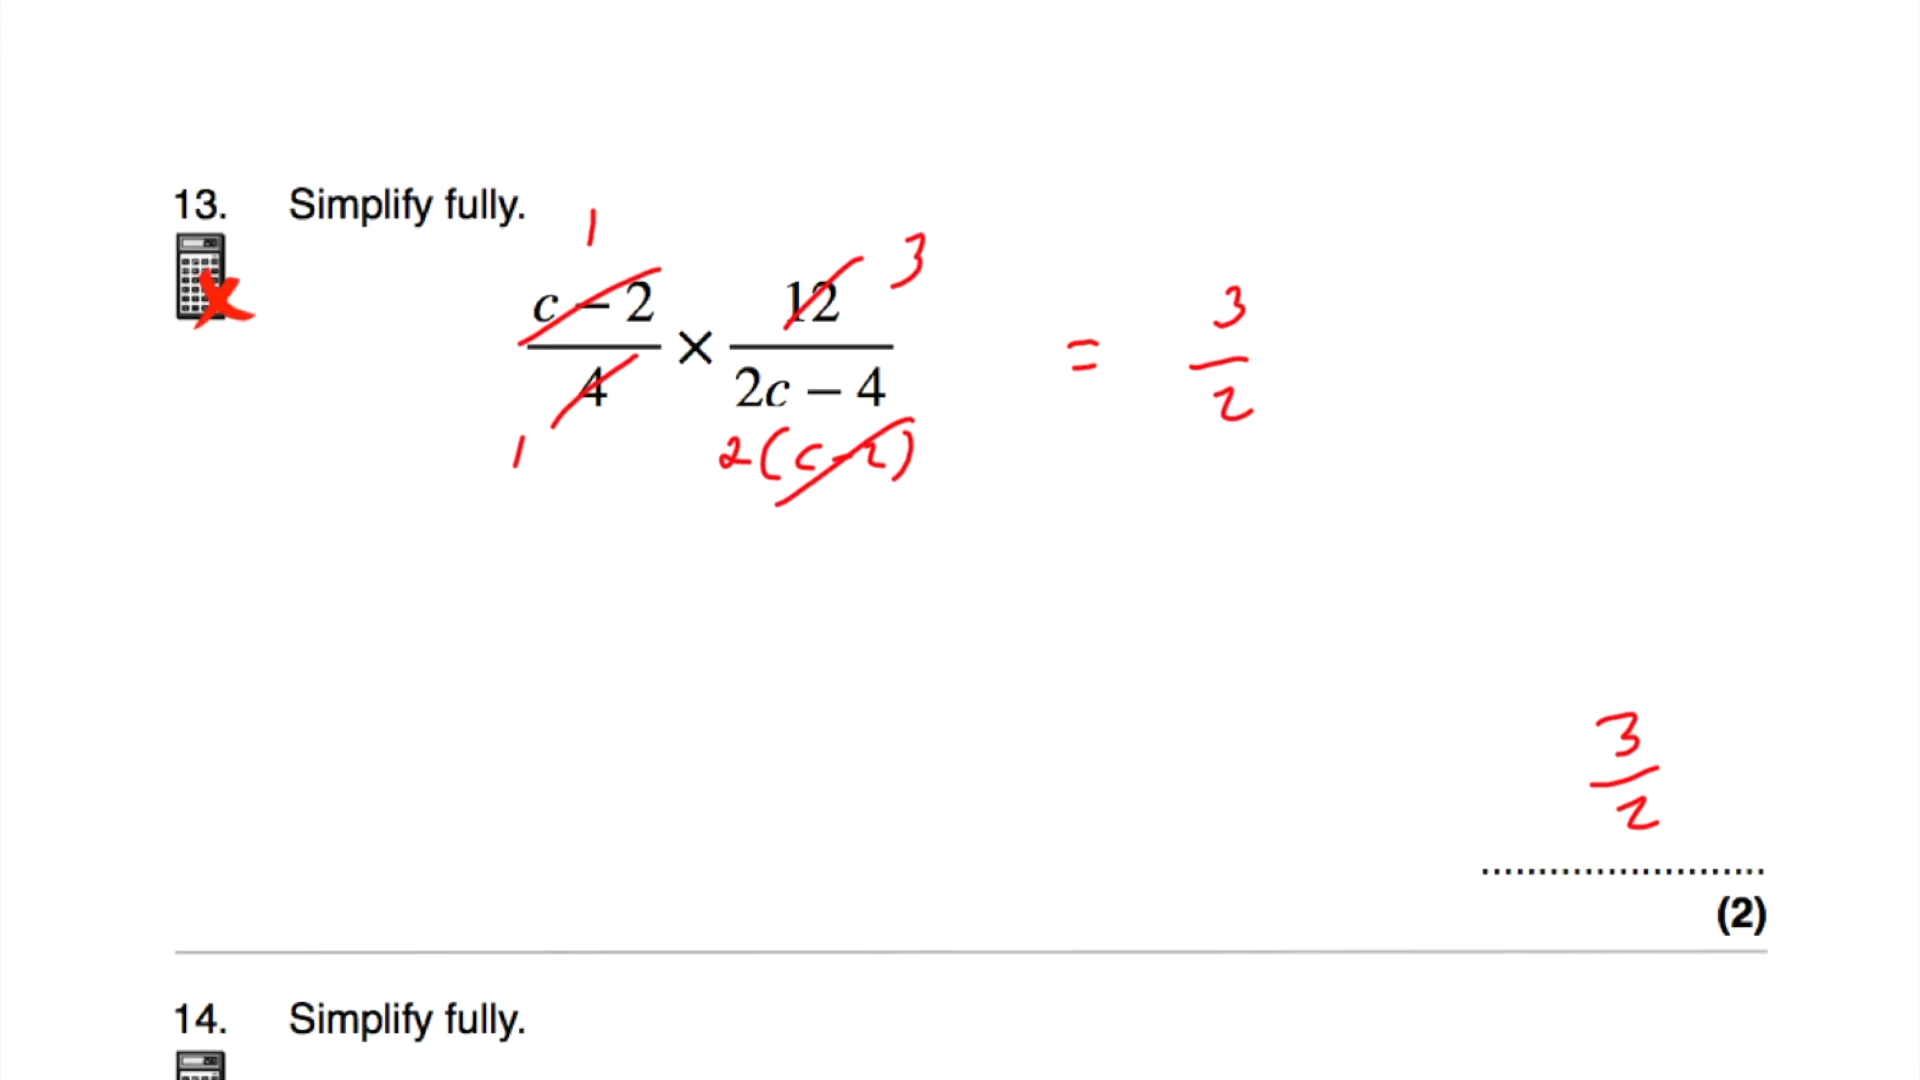 13. Simplify fully.
1
c − 2 / 4 × 12 / 2c − 4 = 3 / 2
3
1
2(c-2)
3
2
(2)
14. Simplify fully.